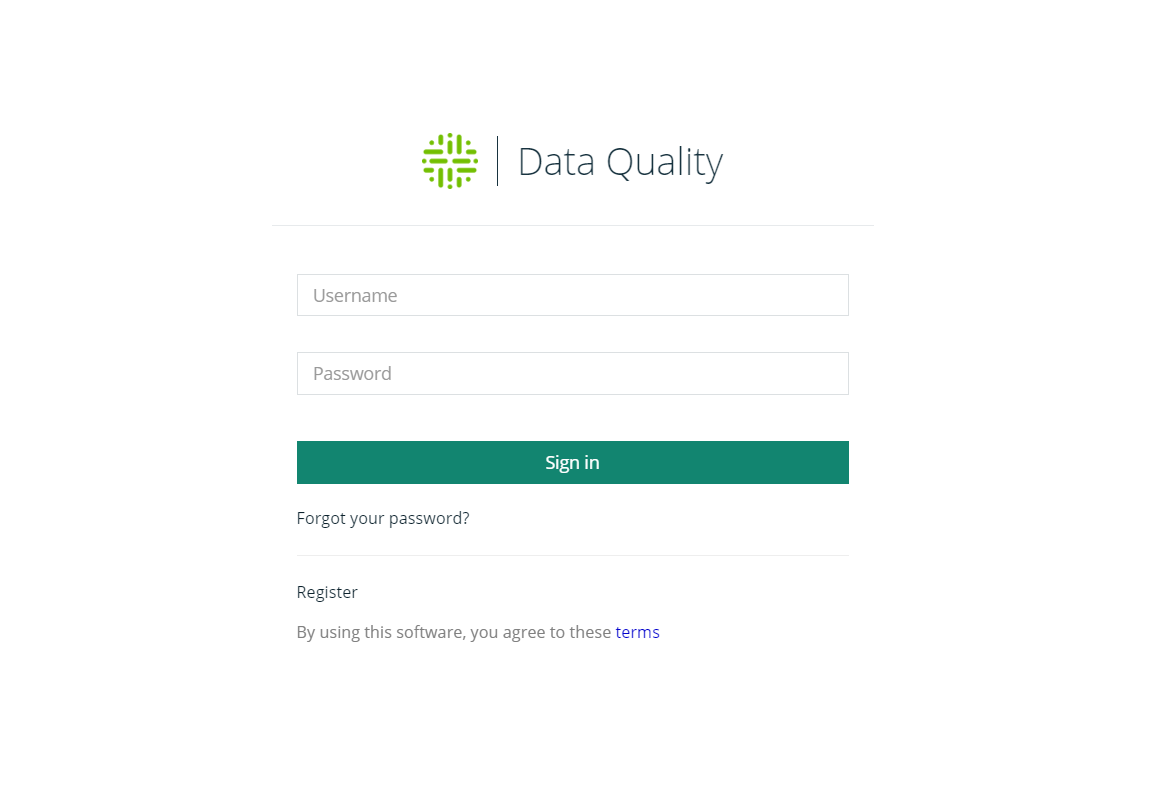 Data Quality
Username
Password
Sign in
Forgot your password?
Register
By using this software, you agree to these terms